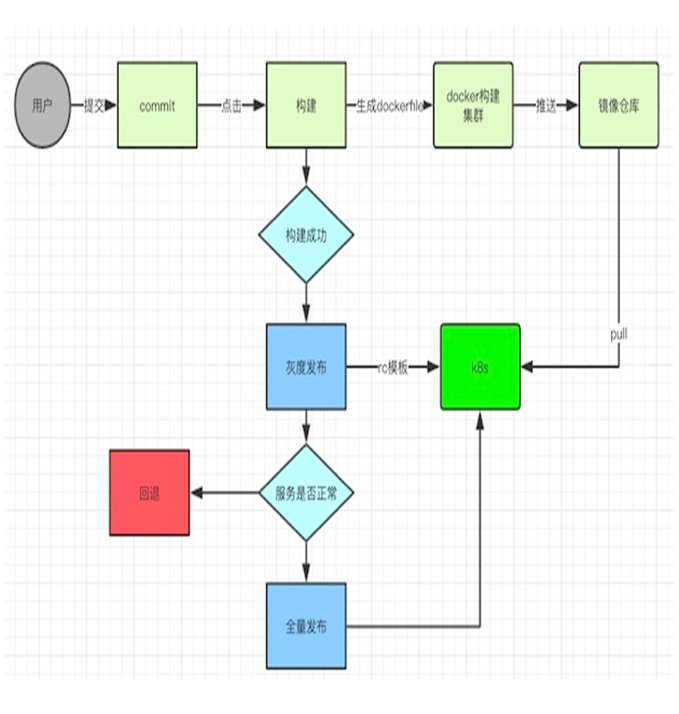 用户
提交
commit
点击
构建
生成dockerfile
docker构建
集群
推送
镜像仓库
构建成功
pull
灰度发布
rc模板
k8s
回退
服务是否正常
全量发布